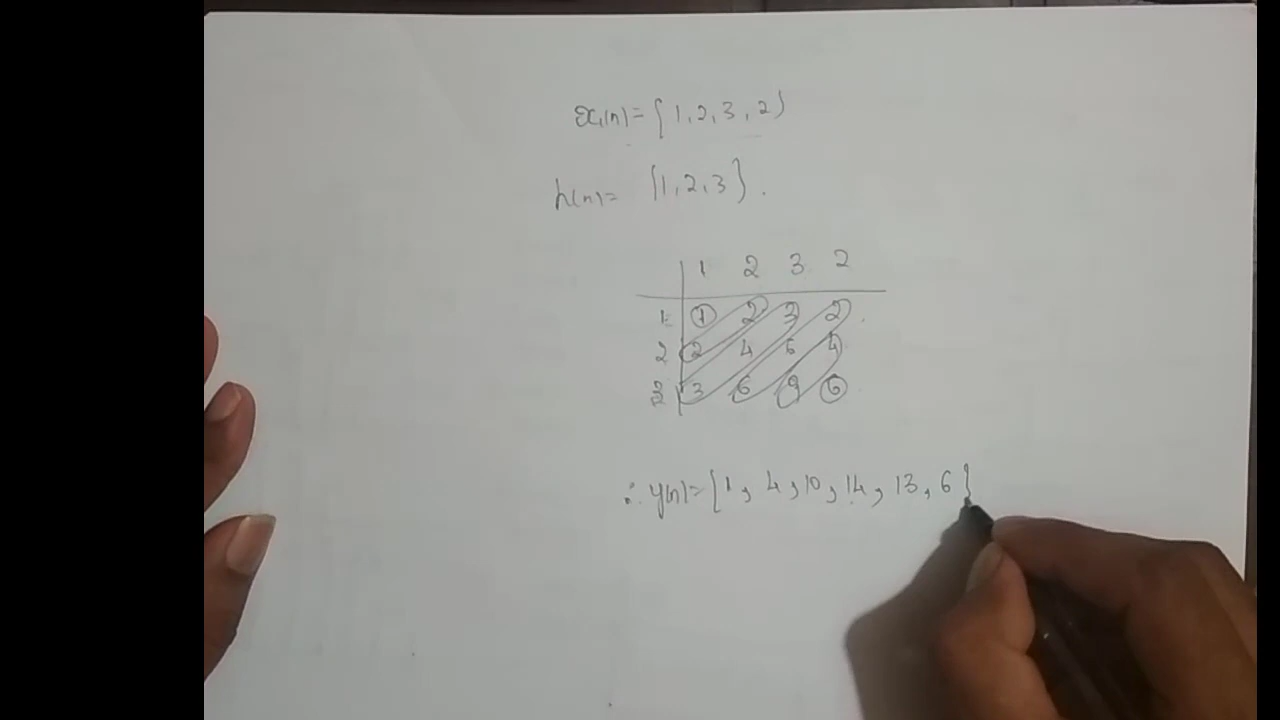 x(n)= {1,2,3,2}
h(n)= {1,2,3}.
1 2 3 2
1 1 2 3 2
2 2 4 6 4
3 3 6 9 6
∴ y(n)= {1, 4,10, 14, 13, 6}